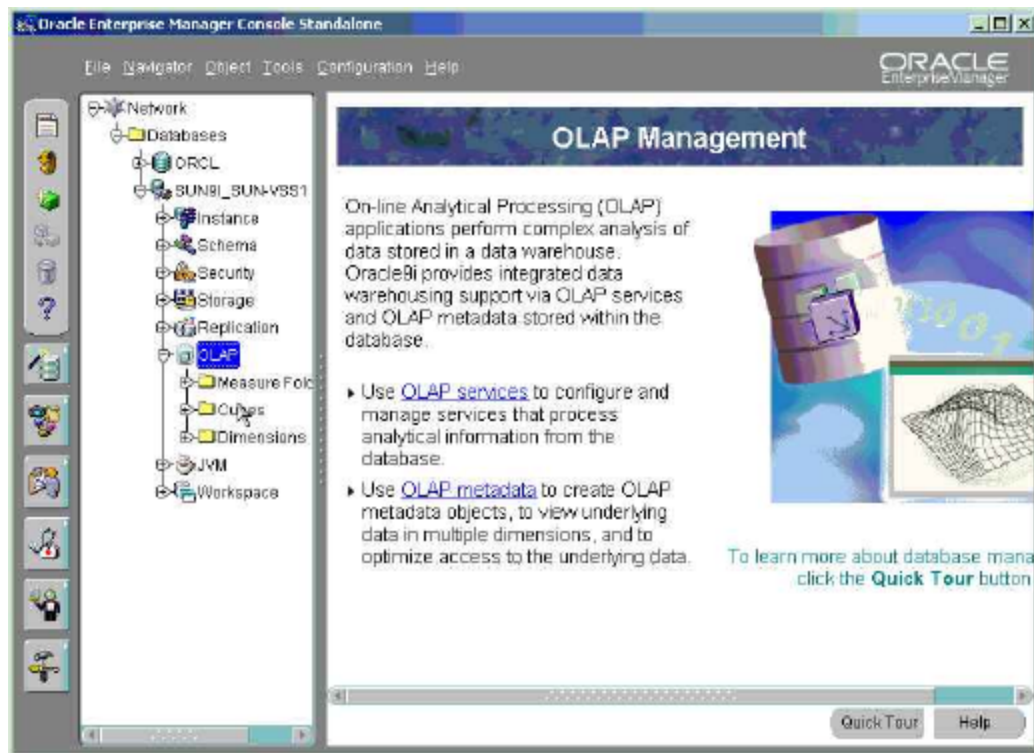 Oracle Enterprise Manager Console Standalone
File Navigator Object Tools Configuration Help
ORACLE
EnterpriseManager
Network
Databases
ORCL
SUN9I_SUN-VSS1
Instance
Schema
Security
Storage
Replication
OLAP
Measure Fold
Cubes
Dimensions
JVM
Workspace
OLAP Management
On-line Analytical Processing (OLAP)
applications perform complex analysis of
data stored in a data warehouse.
Oracle9i provides integrated data
warehousing support via OLAP services
and OLAP metadata stored within the
database.
Use OLAP services to configure and
manage services that process
analytical information from the
database.
Use OLAP metadata to create OLAP
metadata objects, to view underlying
data in multiple dimensions, and to
optimize access to the underlying data.
To learn more about database mana
click the Quick Tour button
Quick Tour Help